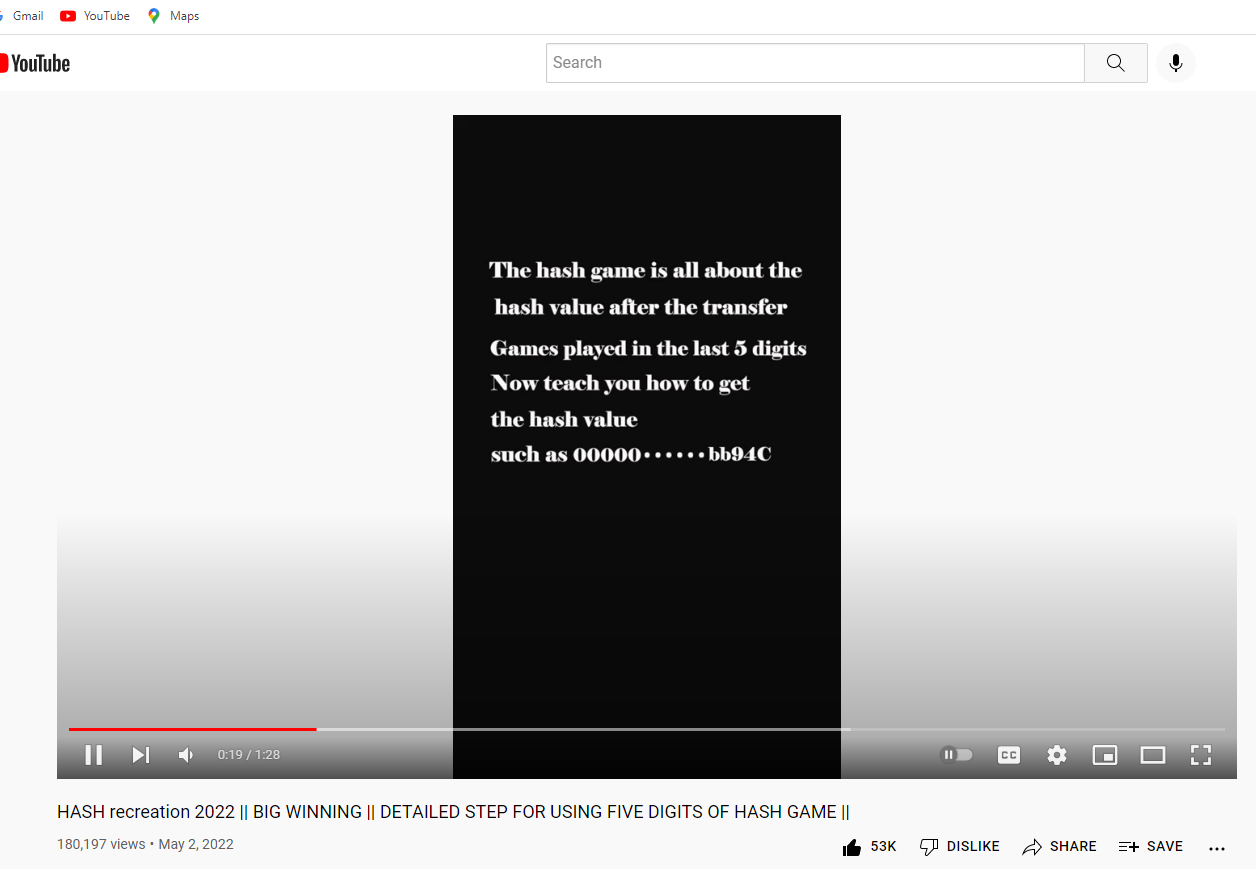 Gmail YouTube Maps
YouTube
Search
The hash game is all about the
hash value after the transfer
Games played in the last 5 digits
Now teach you how to get
the hash value
such as 00000······bb94C
0:19 / 1:28
CC
HASH recreation 2022 || BIG WINNING || DETAILED STEP FOR USING FIVE DIGITS OF HASH GAME ||
180,197 views • May 2, 2022
53K DISLIKE SHARE SAVE